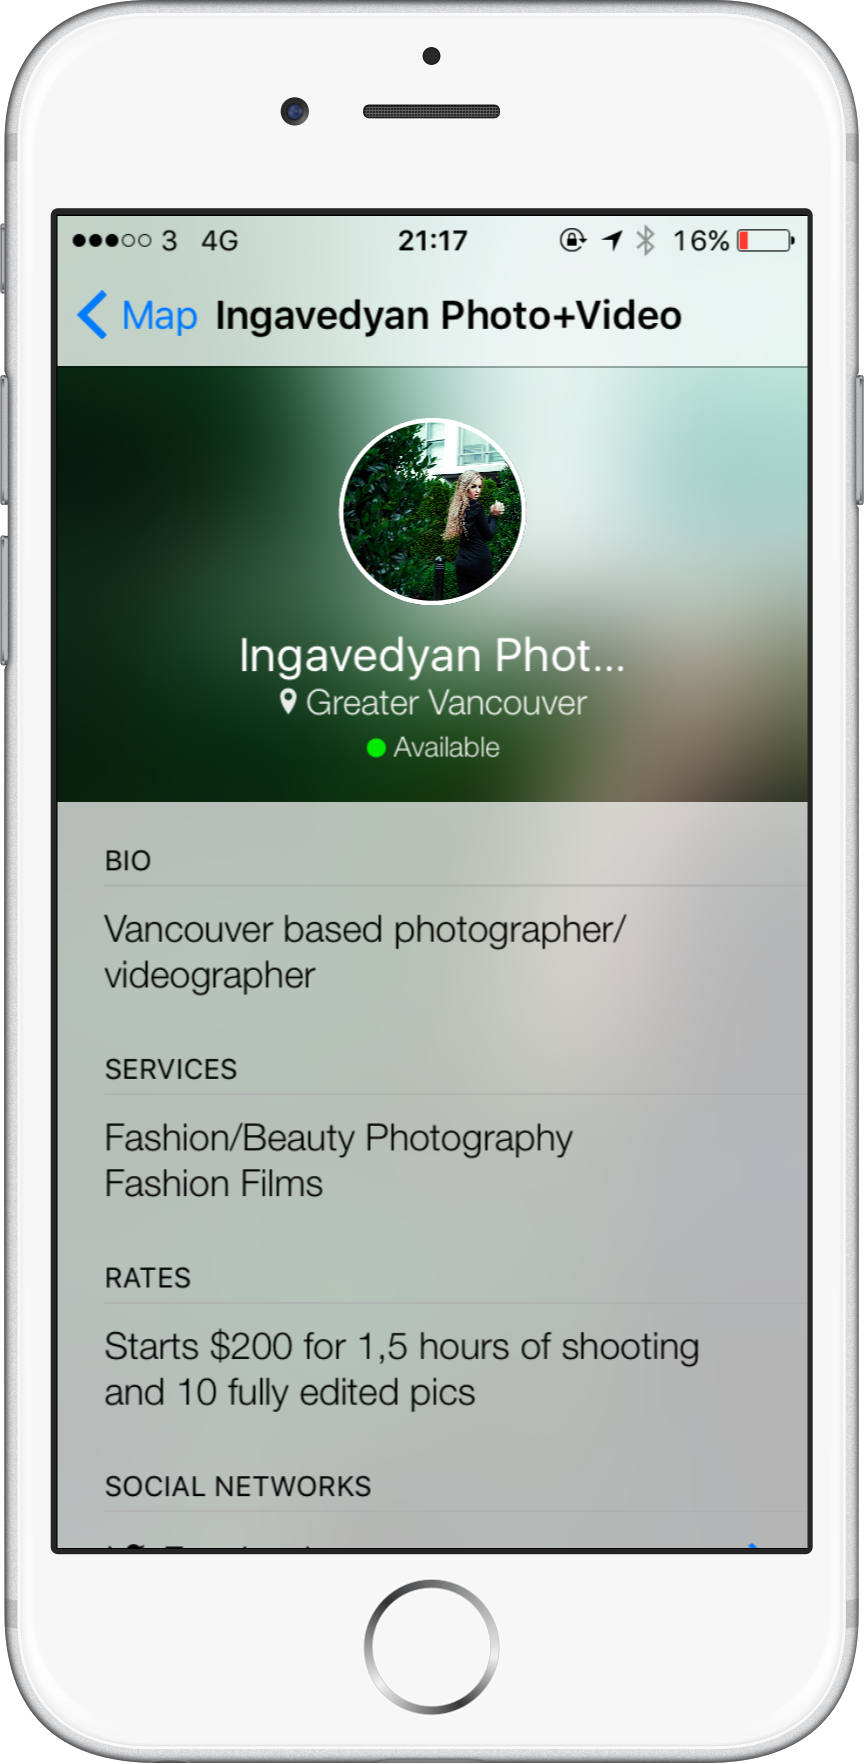 3 4G 21:17 16%
Map Ingavedyan Photo+Video
Ingavedyan Phot...
Greater Vancouver
Available
BIO
Vancouver based photographer/
videographer
SERVICES
Fashion/Beauty Photography
Fashion Films
RATES
Starts $200 for 1,5 hours of shooting
and 10 fully edited pics
SOCIAL NETWORKS